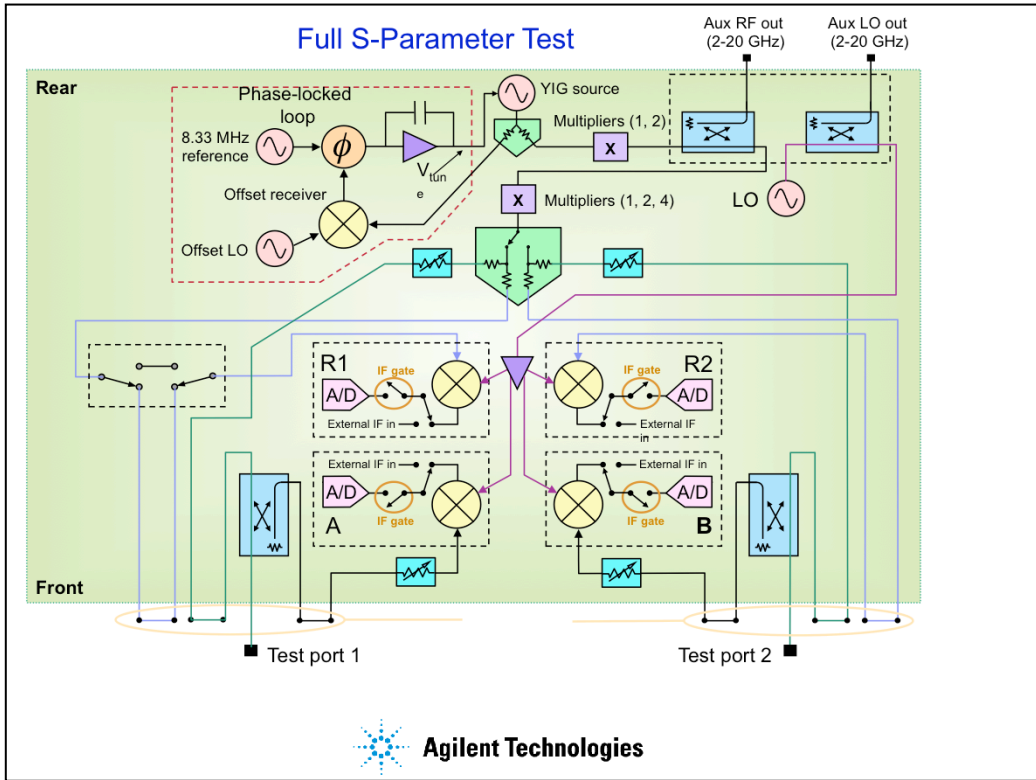 Full S-Parameter Test
Aux RF out
(2-20 GHz)
Aux LO out
(2-20 GHz)
Rear
Phase-locked
loop
YIG source
8.33 MHz
reference
ϕ
Multipliers (1, 2)
X
V
tun
e
Offset receiver
X
Multipliers (1, 2, 4)
LO
Offset LO
R1
IF gate
A/D
External IF in
R2
IF gate
A/D
External IF
in
External IF in
A/D
IF gate
A
External IF in
A/D
IF gate
B
Front
Test port 1
Test port 2
Agilent Technologies